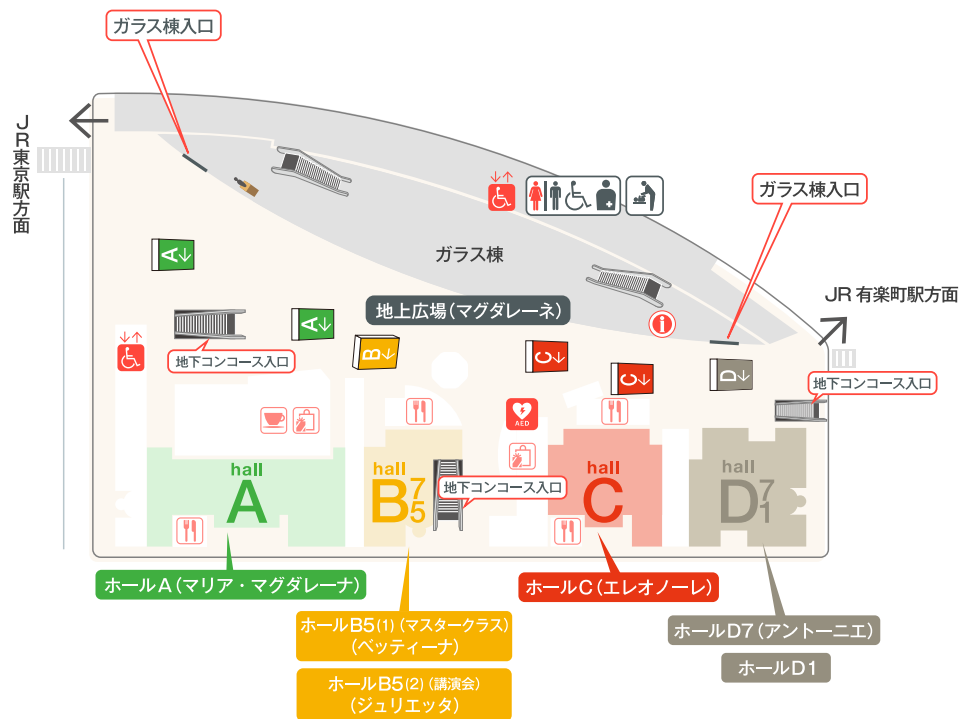 ガラス棟入口
JR東京駅方面
ガラス棟入口
ガラス棟
JR有楽町駅方面
地上広場(マグダレーネ)
A↓
A↓
B↓
C↓
C↓
D↓
地下コンコース入口
地下コンコース入口
AED
hall
A
hall
B7
5
地下コンコース入口
hall
C
hall
D7
1
ホールA(マリア・マグダレーナ)
ホールC(エレオノーレ)
ホールB5(1)(マスタークラス)
(ベッティーナ)
ホールD7(アントーニエ)
ホールD1
ホールB5(2)(講演会)
(ジュリエッタ)